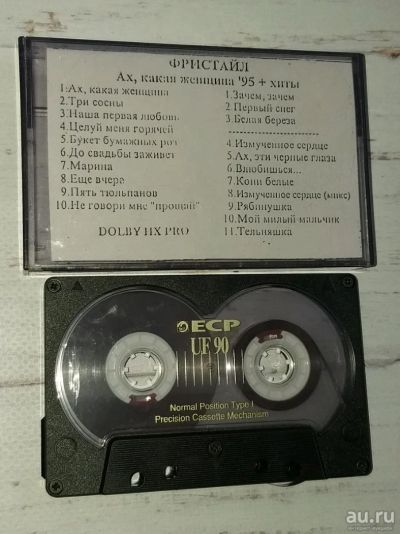 ФРИСТАЙЛ
Ах, какая женщина '95 + хиты
1.Ах, какая женщина
2.Три сосны
3.Наша первая любовь
4.Целуй меня горячей
5.Букет бумажных роз
6.До свадьбы заживет
7.Марина
8.Еще вчера
9.Пять тюльпанов
10.Не говори мне "прощай"
DOLBY HX PRO
1.Зачем, зачем
2.Первый снег
3.Белая береза
4.Измученное сердце
5.Ах, эти черные глаза
6.Влюбишься...
7.Кони белые
8.Измученное сердце (микс)
9.Рябинушка
10.Мой милый мальчик
11.Тельняшка
ECP
UF 90
Normal Position Type I
Precision Cassette Mechanism
au.ru